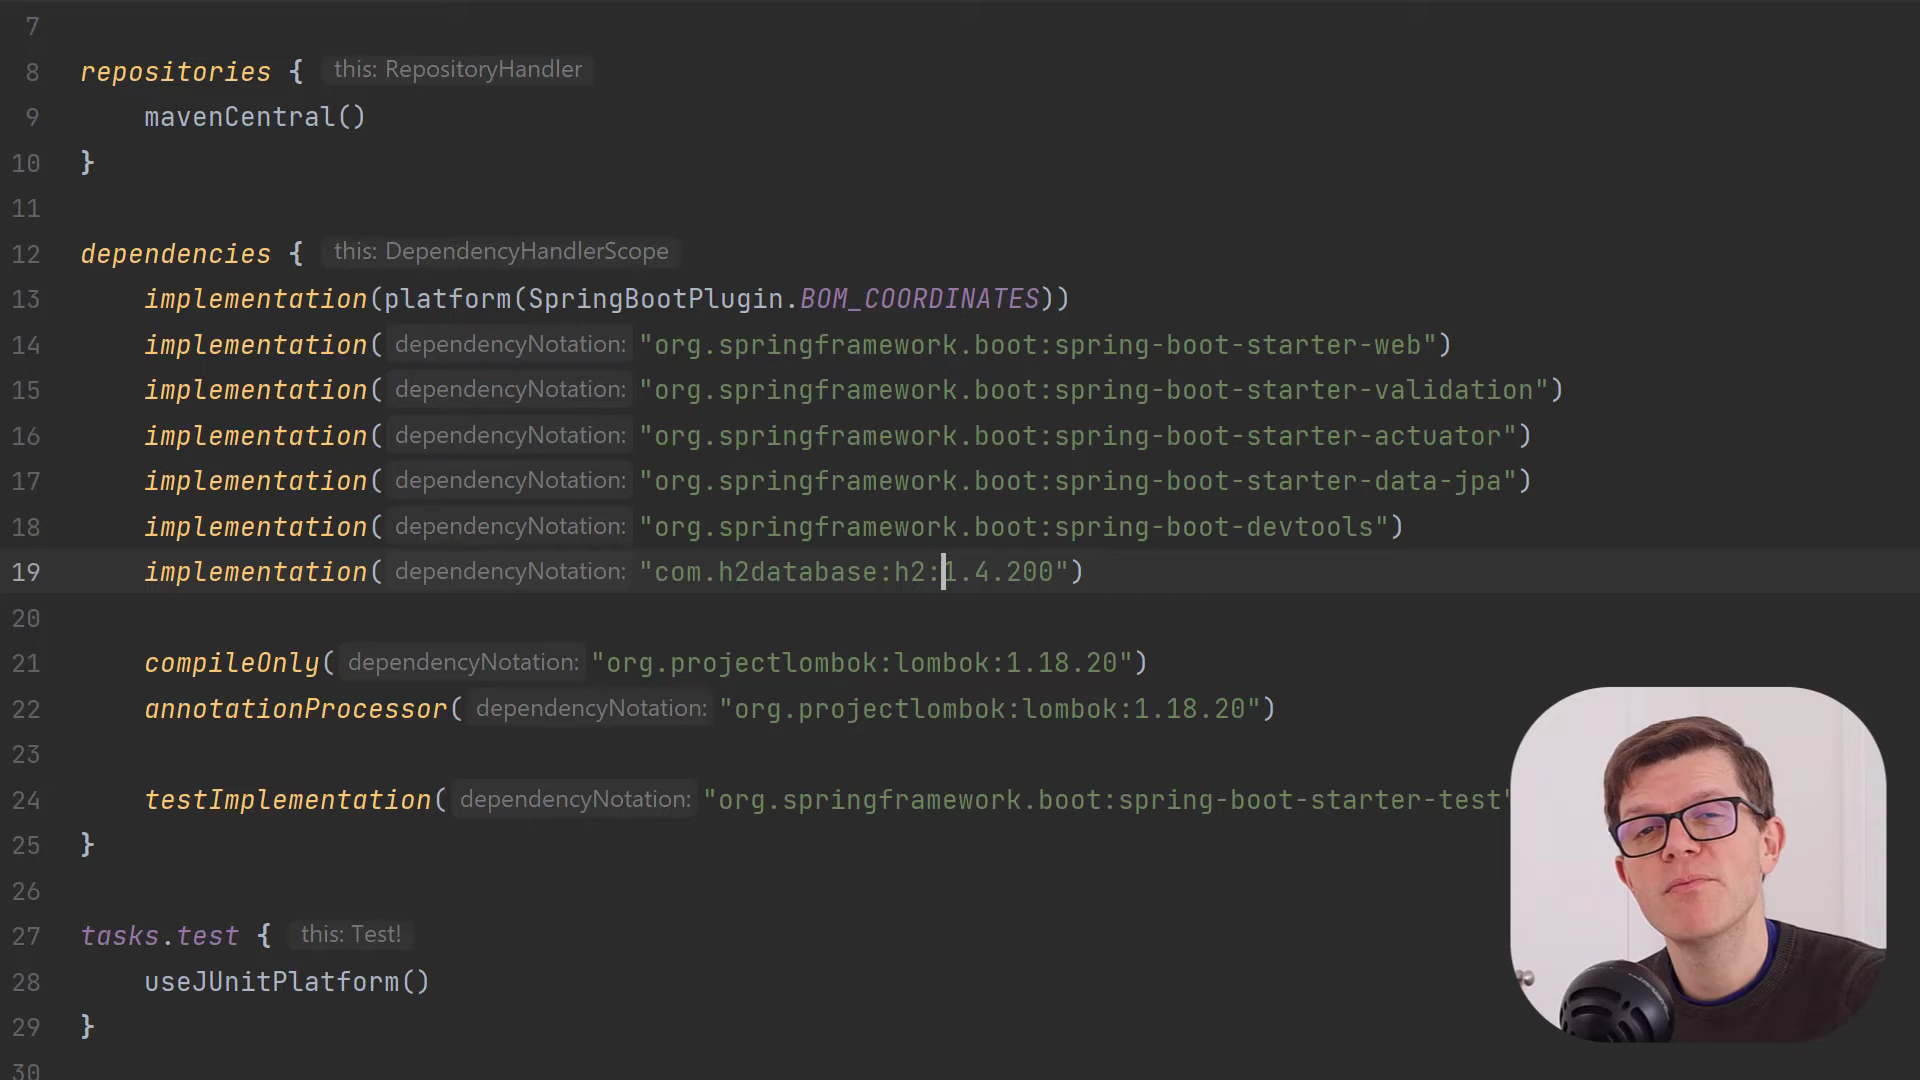 7
8 repositories { this: RepositoryHandler
9 mavenCentral()
10 }
11
12 dependencies { this: DependencyHandlerScope
13 implementation(platform(SpringBootPlugin.BOM_COORDINATES))
14 implementation( dependencyNotation: "org.springframework.boot:spring-boot-starter-web")
15 implementation( dependencyNotation: "org.springframework.boot:spring-boot-starter-validation")
16 implementation( dependencyNotation: "org.springframework.boot:spring-boot-starter-actuator")
17 implementation( dependencyNotation: "org.springframework.boot:spring-boot-starter-data-jpa")
18 implementation( dependencyNotation: "org.springframework.boot:spring-boot-devtools")
19 implementation( dependencyNotation: "com.h2database:h2:1.4.200")
20
21 compileOnly( dependencyNotation: "org.projectlombok:lombok:1.18.20")
22 annotationProcessor( dependencyNotation: "org.projectlombok:lombok:1.18.20")
23
24 testImplementation( dependencyNotation: "org.springframework.boot:spring-boot-starter-test"
25 }
26
27 tasks.test { this: Test!
28 useJUnitPlatform()
29 }
30